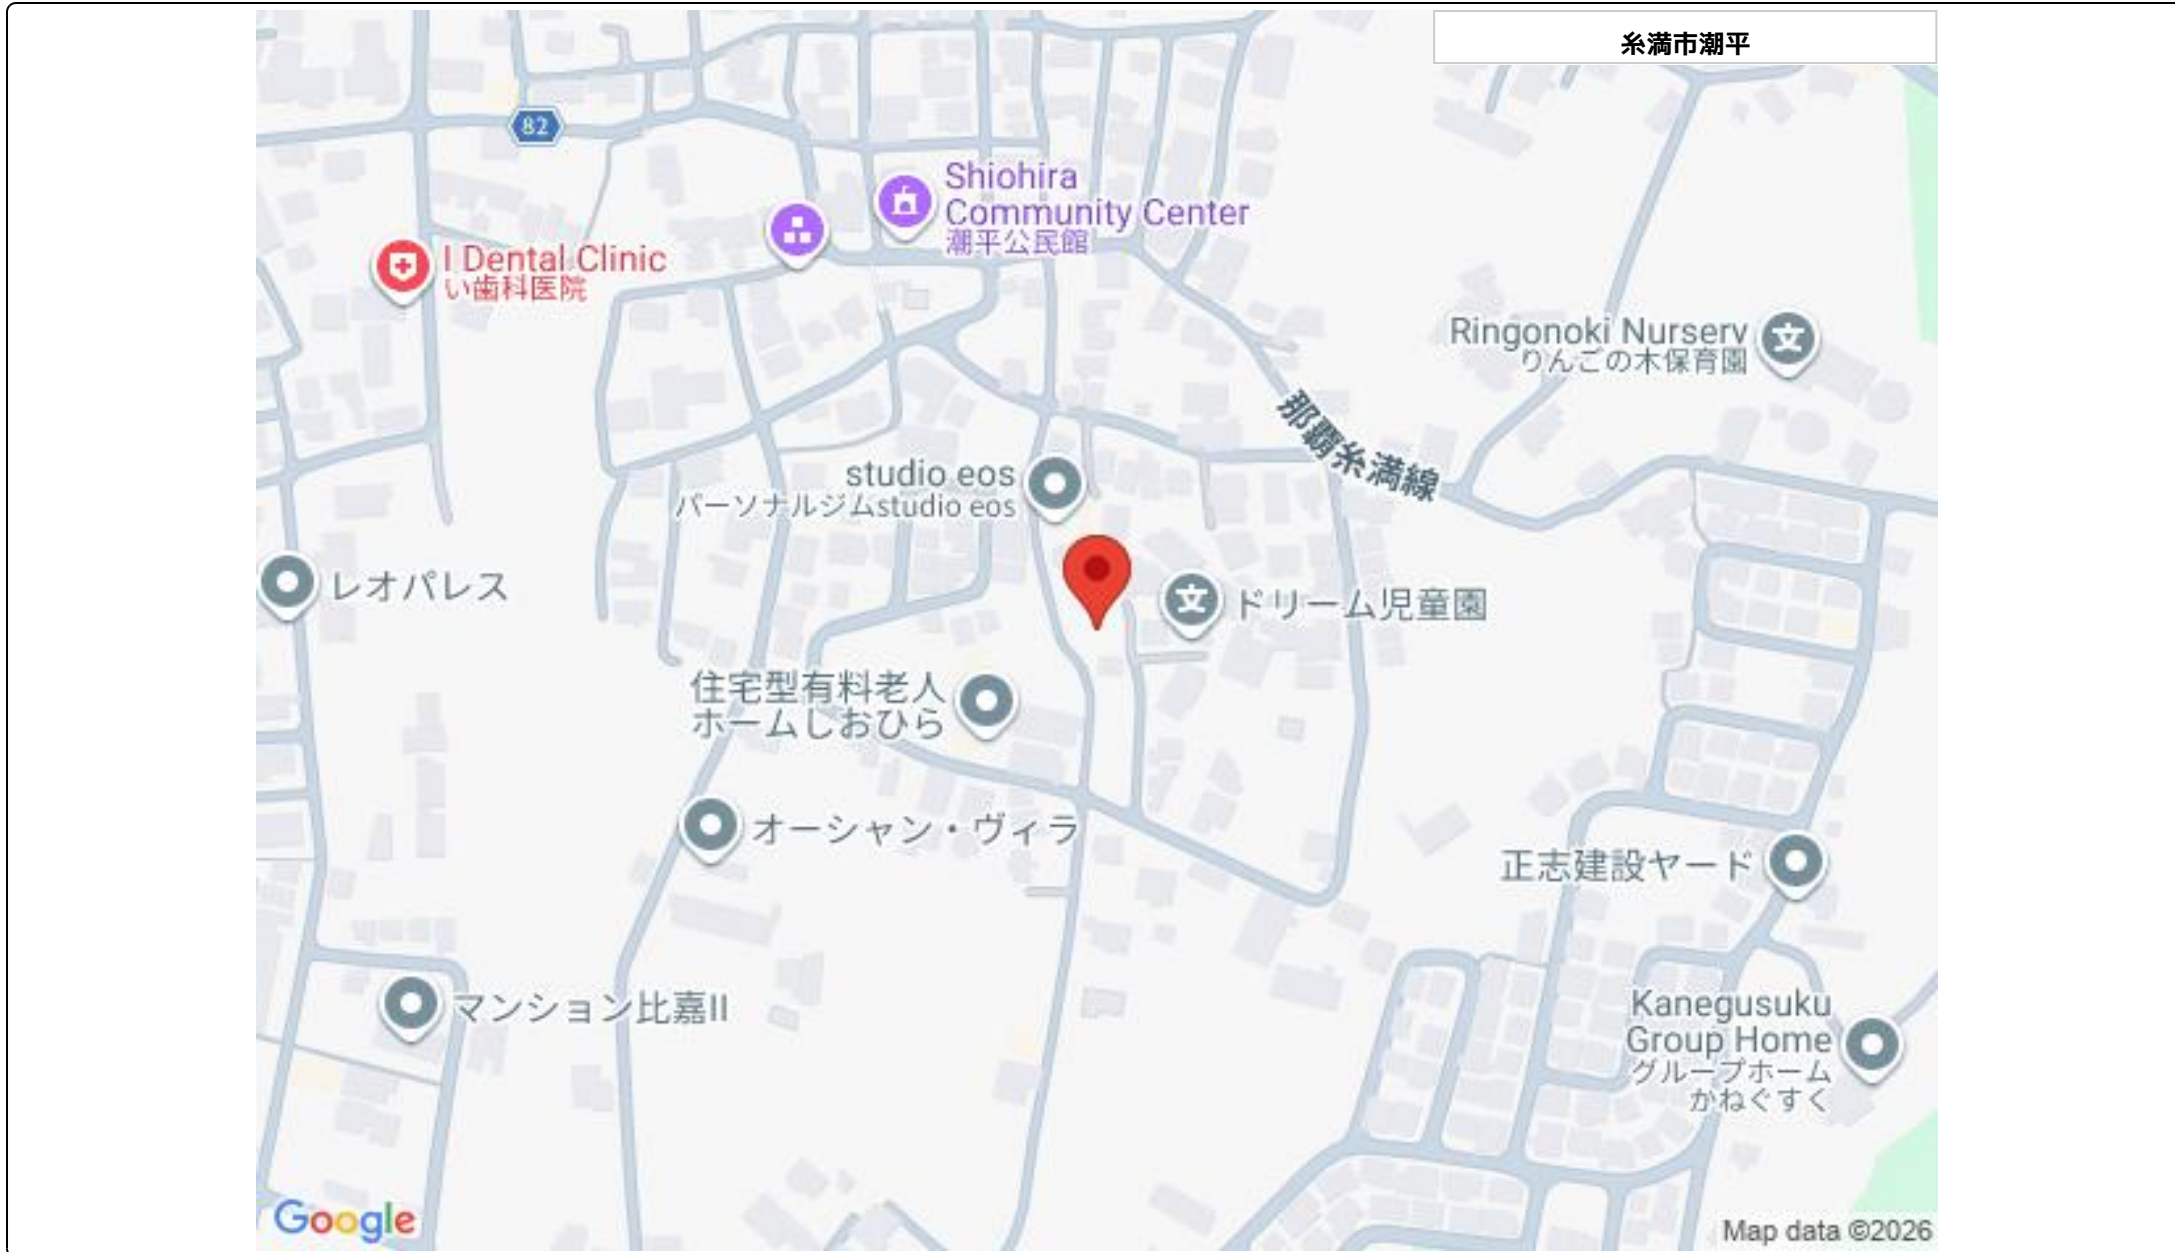 糸満市潮平
82
Shiohira
Community Center
潮平公民館
I Dental Clinic
い歯科医院
Ringonoki Nursery
りんごの木保育園
那覇糸満線
studio eos
パーソナルジムstudio eos
レオパレス
ドリーム児童園
住宅型有料老人
ホームしおひら
オーシャン・ヴィラ
正志建設ヤード
マンション比嘉II
Kanegusuku
Group Home
グループホーム
かねぐすく
Google
Map data ©2026